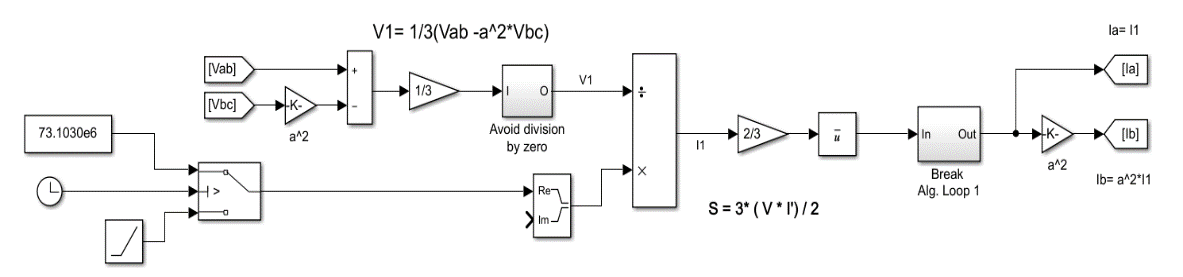 V1= 1/3(Vab -a^2*Vbc)
Ia= I1
[Vab]
+
[Ia]
[Vbc]
-K-
−
1/3
I O
V1
÷
a^2
Avoid division
by zero
73.1030e6
I1
2/3
u
In Out
-K-
[Ib]
>
Re
Im
×
Break
Alg. Loop 1
a^2
Ib= a^2*I1
S = 3* ( V * I') / 2